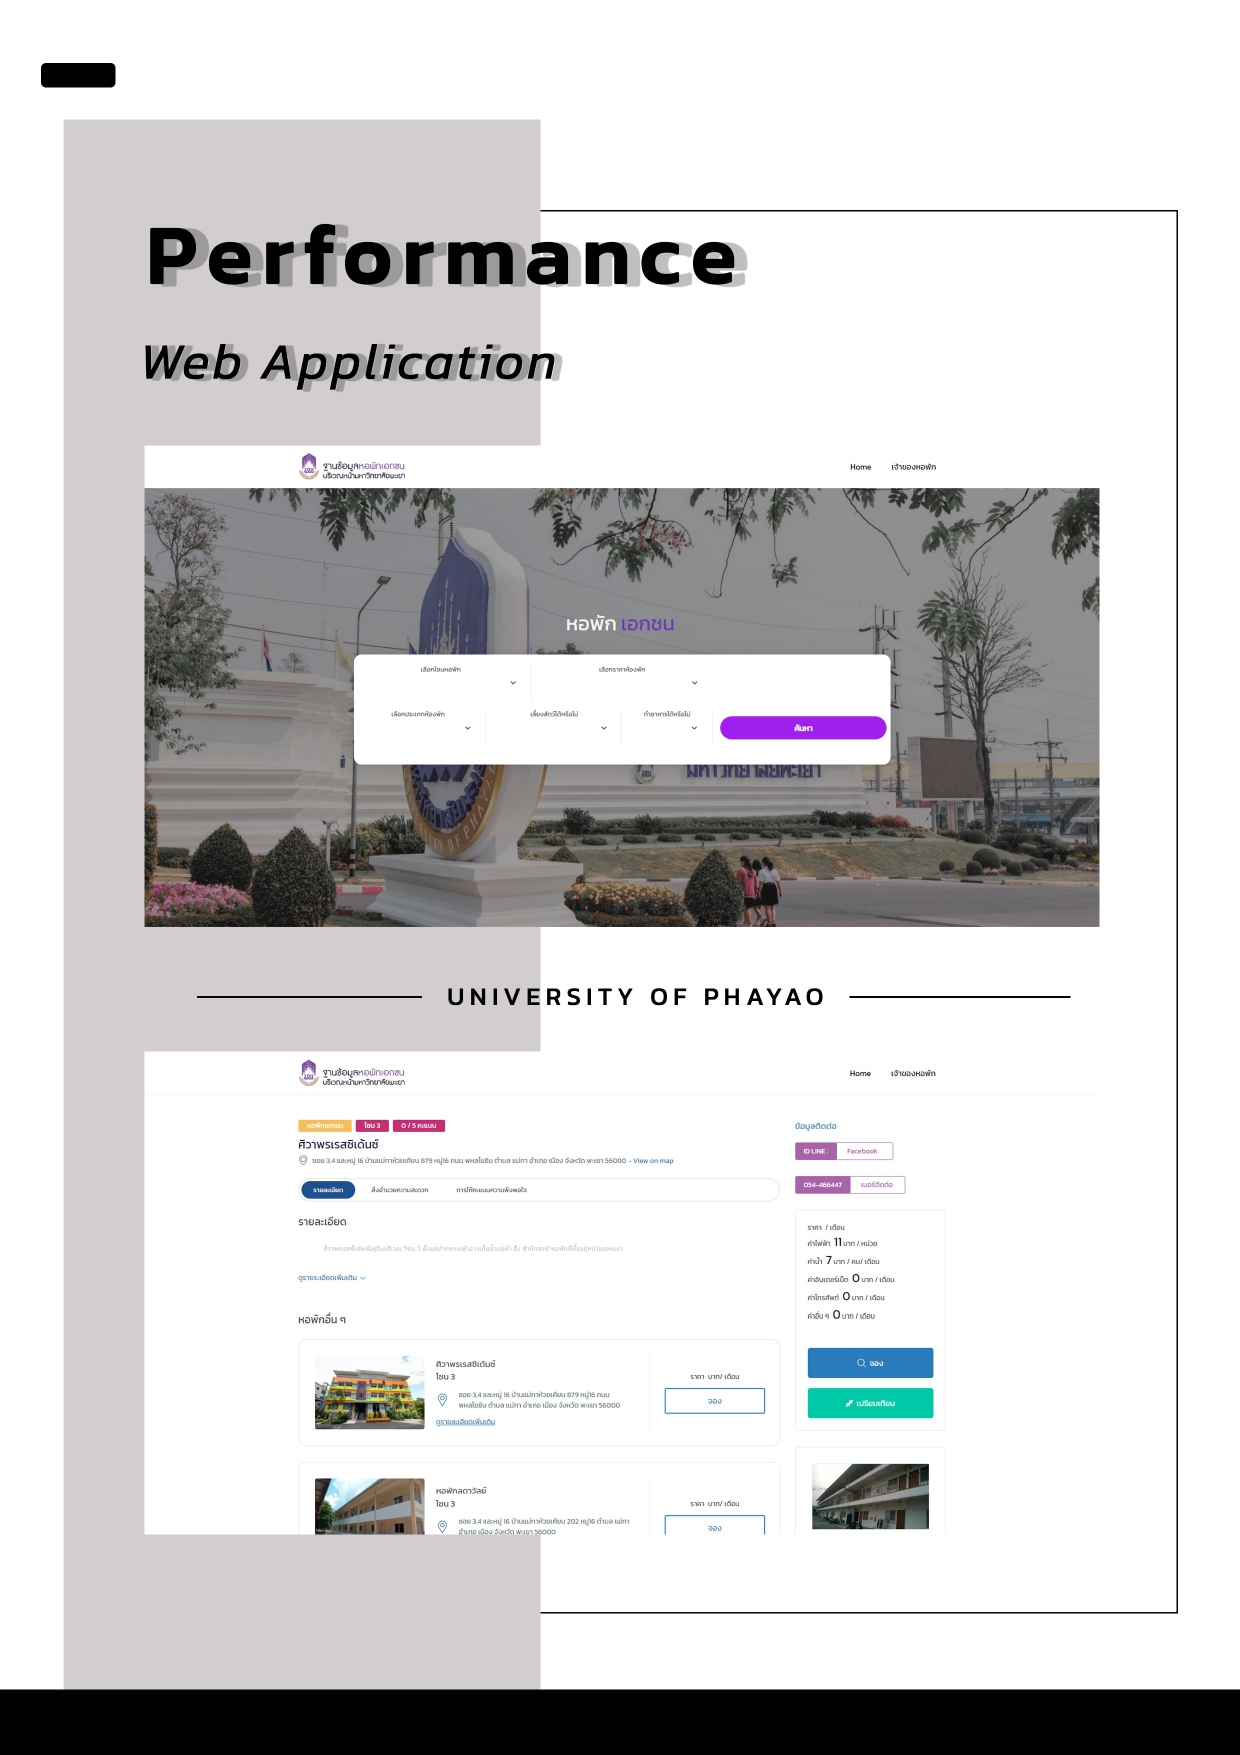 Performance
Web Application
ฐานข้อมูลหอพักเอกชน
บริเวณหน้ามหาวิทยาลัยพะเยา
Home เจ้าของหอพัก
หอพัก เอกชน
เลือกโซนหอพัก เลือกราคาห้องพัก
เลือกประเภทห้องพัก เลี้ยงสัตว์ได้หรือไม่ ทำอาหารได้หรือไม่ ค้นหา
UNIVERSITY OF PHAYAO
ฐานข้อมูลหอพักเอกชน
บริเวณหน้ามหาวิทยาลัยพะเยา
Home เจ้าของหอพัก
หอพักเอกชน โซน 3 0 / 5 คะแนน
ศิวาพรเรสซิเด้นซ์
ซอย 3,4 และหมู่ 16 บ้านแม่กาห้วยเคียน 879 หมู่16 ถนน พหลโยธิน ตำบล แม่กา อำเภอ เมือง จังหวัด พะเยา 56000 - View on map
รายละเอียด สิ่งอำนวยความสะดวก การให้คะแนนความพึงพอใจ
รายละเอียด
ดูรายระเอียดเพิ่มเติม
หอพักอื่น ๆ
ศิวาพรเรสซิเด้นซ์
โซน 3
ซอย 3,4 และหมู่ 16 บ้านแม่กาห้วยเคียน 879 หมู่16 ถนน
พหลโยธิน ตำบล แม่กา อำเภอ เมือง จังหวัด พะเยา 56000
ดูรายละเอียดเพิ่มเติม
ราคา บาท/ เดือน
จอง
หอพักลดาวัลย์
โซน 3
ซอย 3,4 และหมู่ 16 บ้านแม่กาห้วยเคียน 202 หมู่16 ตำบล แม่กา
อำเภอ เมือง จังหวัด พะเยา 56000
ราคา บาท/ เดือน
จอง
ข้อมูลติดต่อ
ID LINE : Facebook :
054-466447 เบอร์ติดต่อ
ราคา / เดือน
ค่าไฟฟ้า 11 บาท / หน่วย
ค่าน้ำ 7 บาท / คน/ เดือน
ค่าอินเตอร์เน็ต 0 บาท / เดือน
ค่าโทรศัพท์ 0 บาท / เดือน
ค่าอื่น ๆ 0 บาท / เดือน
จอง
เปรียบเทียบ